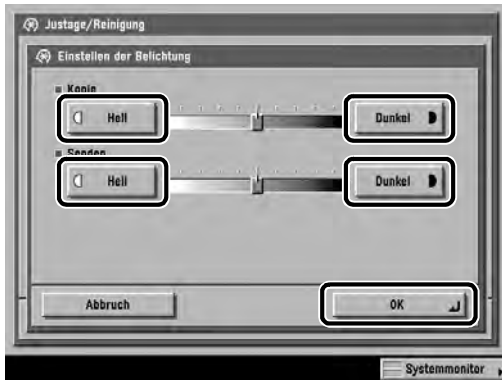 Justage/Reinigung
Einstellen der Belichtung
Kopie
Hell Dunkel
Senden
Hell Dunkel
Abbruch OK
Systemmonitor